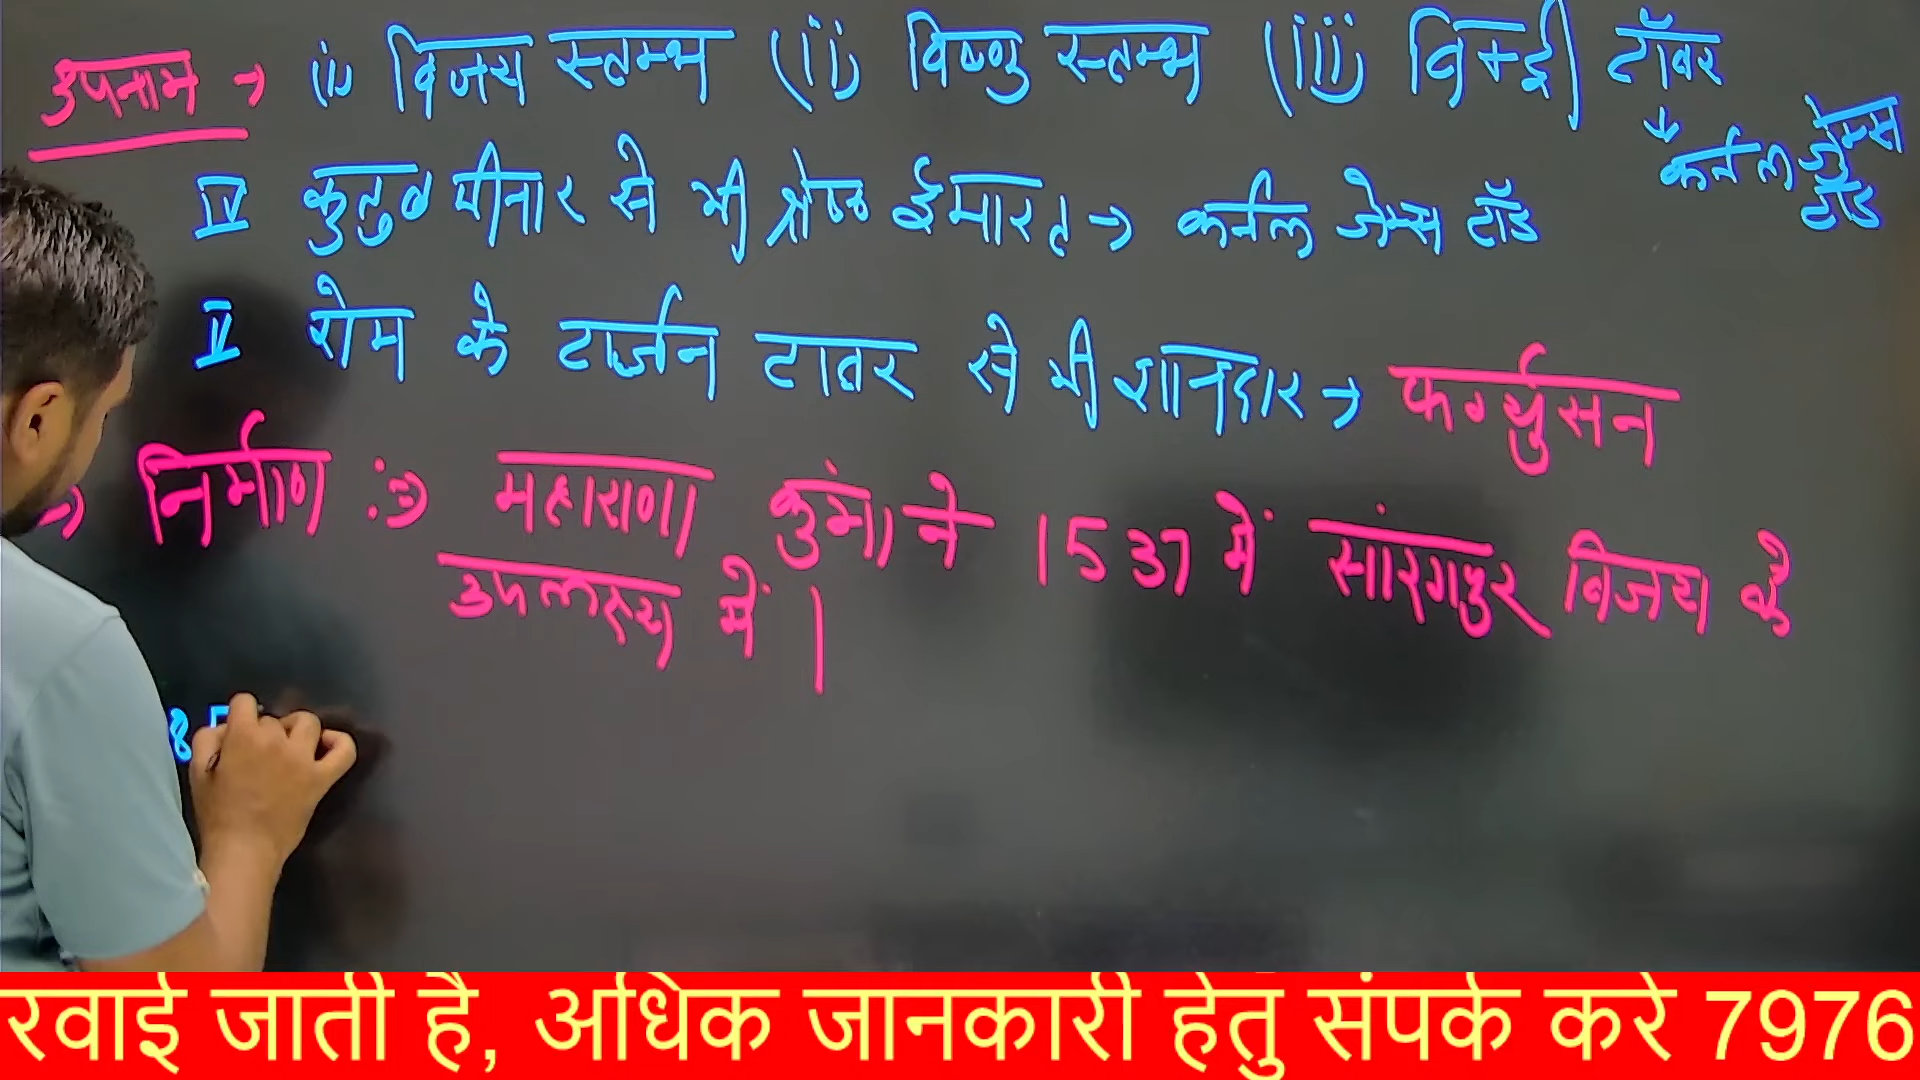 उपनाम → (i) विजय स्तम्भ (ii) विष्णु स्तम्भ (iii) विक्ट्री टॉवर
↓
कर्नल जेम्स टॉड
IV कुतुब मीनार से भी श्रेष्ठ ईमारत → कर्नल जेम्स टॉड
V रोम के टार्जन टावर से भी शानदार → फर्ग्युसन
→ निर्माण :→ महाराणा कुंभा ने 1537 में सारंगपुर विजय के
उपलक्ष्य में।
8
रवाई जाती है, अधिक जानकारी हेतु संपर्क करे 7976